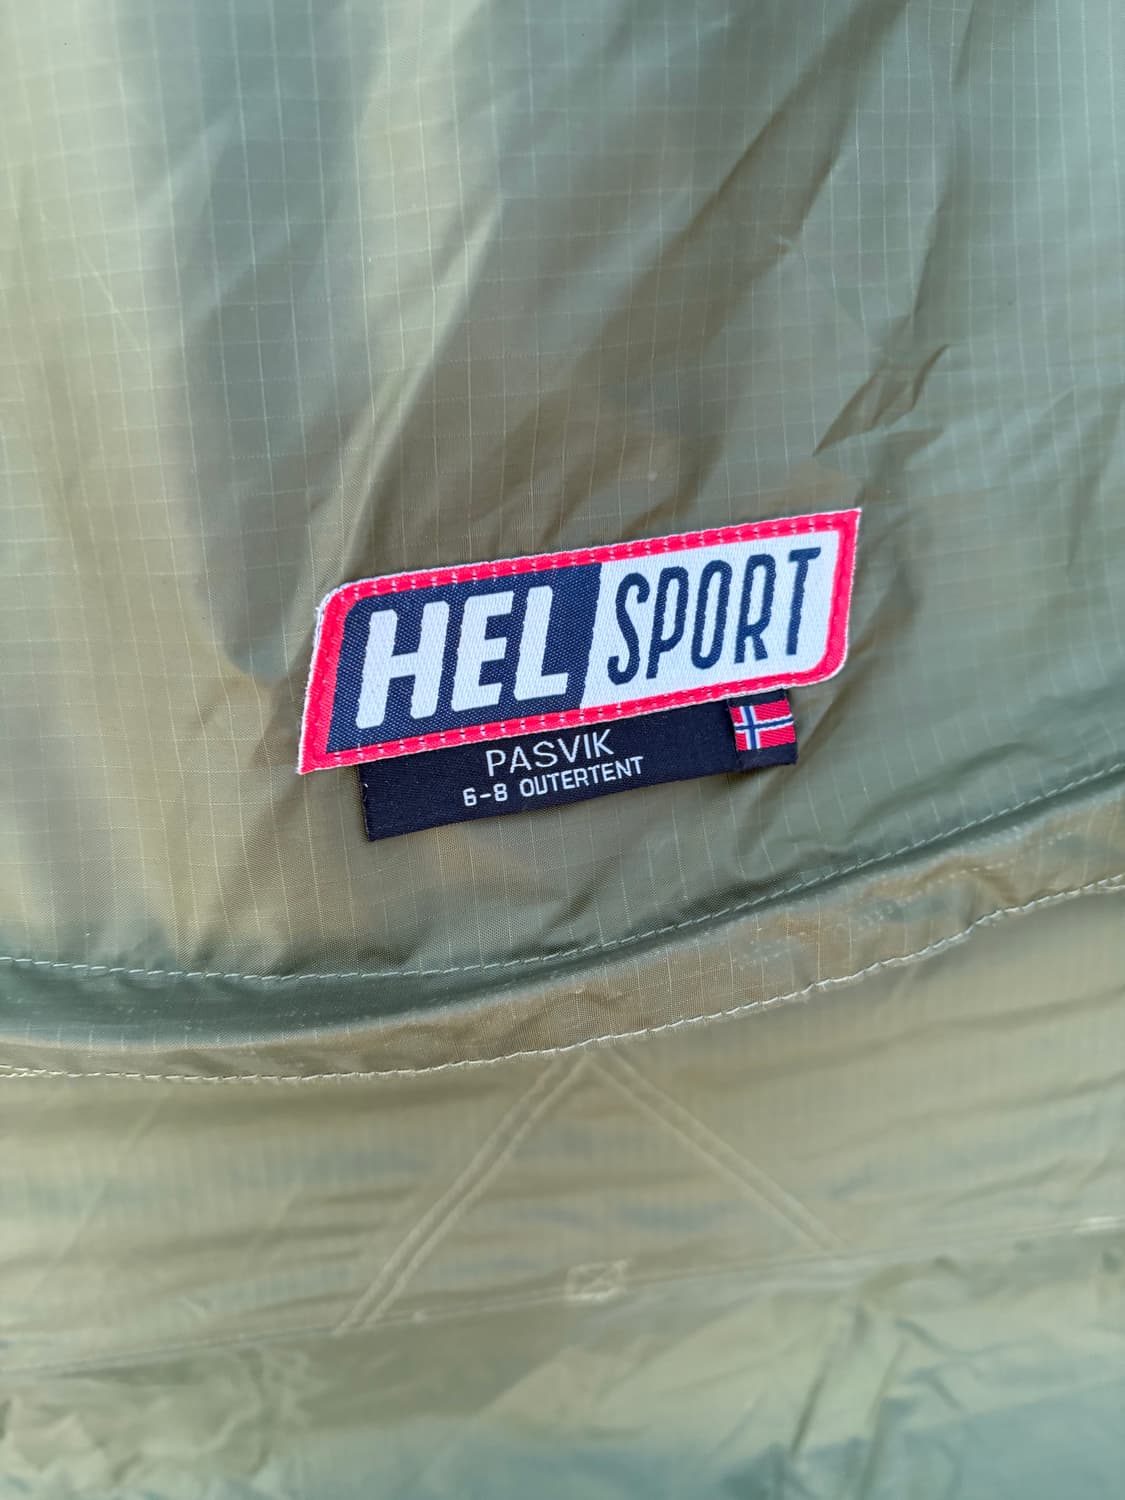 HEL SPORT
PASVIK
6-8 OUTERTENT